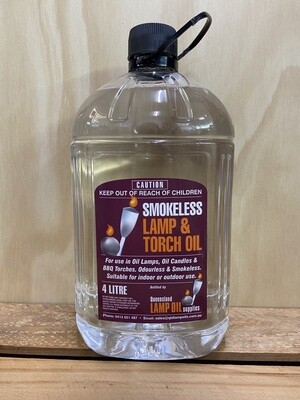 CAUTION
KEEP OUT OF REACH OF CHILDREN
SMOKELESS
LAMP &
TORCH OIL
For use in Oil Lamps, Oil Candles &
BBQ Torches. Odourless & Smokeless.
Suitable for indoor or outdoor use.
4 LITRE
Bottled by
Queensland
LAMP OIL supplies